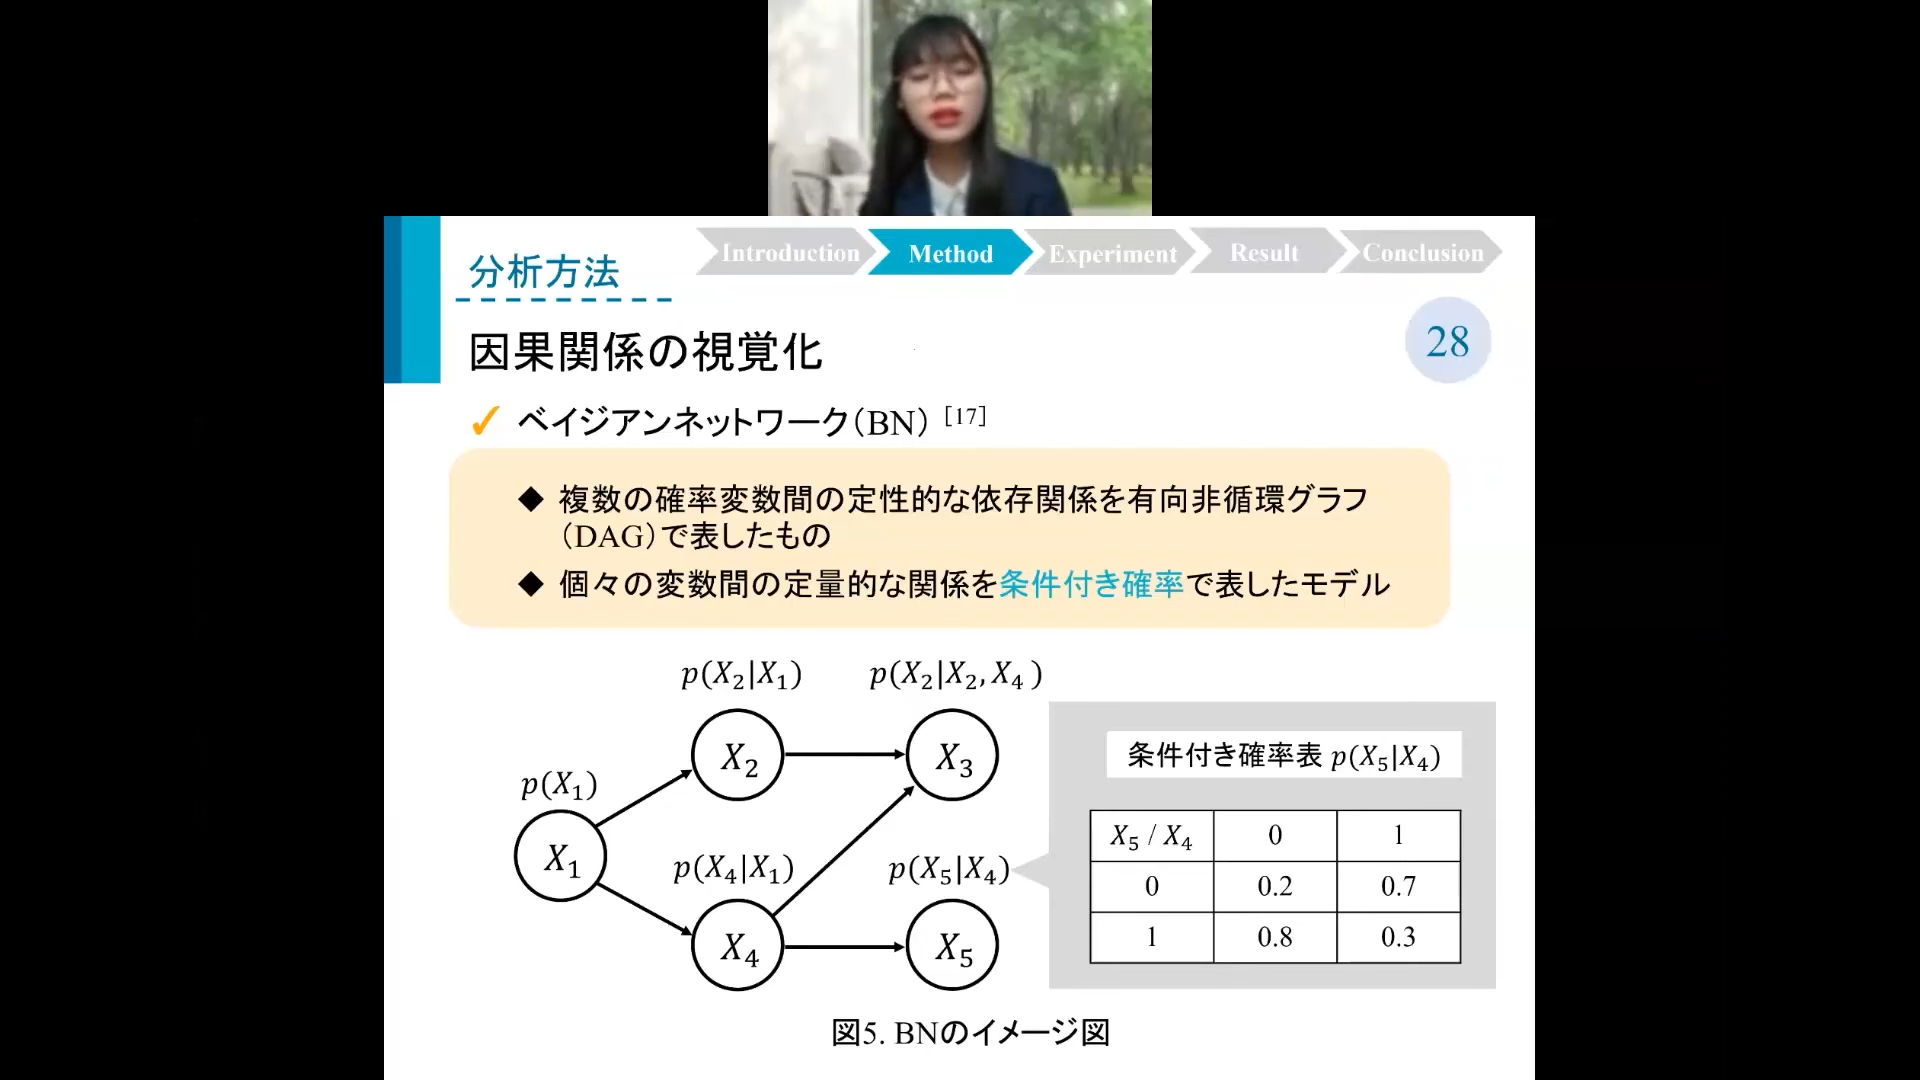 Introduction Method Experiment Result Conclusion
分析方法
28
因果関係の視覚化
✓ ベイジアンネットワーク（BN）[17]
◆ 複数の確率変数間の定性的な依存関係を有向非循環グラフ
（DAG）で表したもの
◆ 個々の変数間の定量的な関係を条件付き確率で表したモデル
p(X₂|X₁) p(X₂|X₂, X₄ )
X₂ X₃
p(X₁)
X₁
p(X₄|X₁) p(X₅|X₄)
X₄ X₅
条件付き確率表 p(X₅|X₄)
X₅ / X₄ 0 1
0 0.2 0.7
1 0.8 0.3
図5. BNのイメージ図